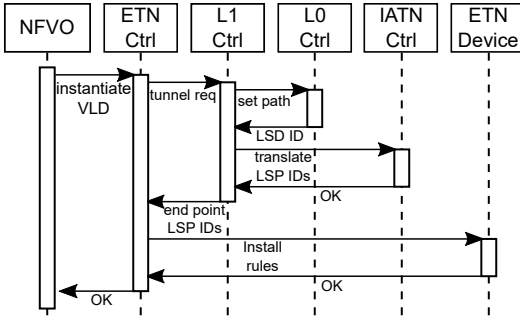 NFVO
ETN
Ctrl
L1
Ctrl
L0
Ctrl
IATN
Ctrl
ETN
Device
instantiate
VLD
tunnel req
set path
LSD ID
translate
LSP IDs
OK
end point
LSP IDs
Install
rules
OK
OK